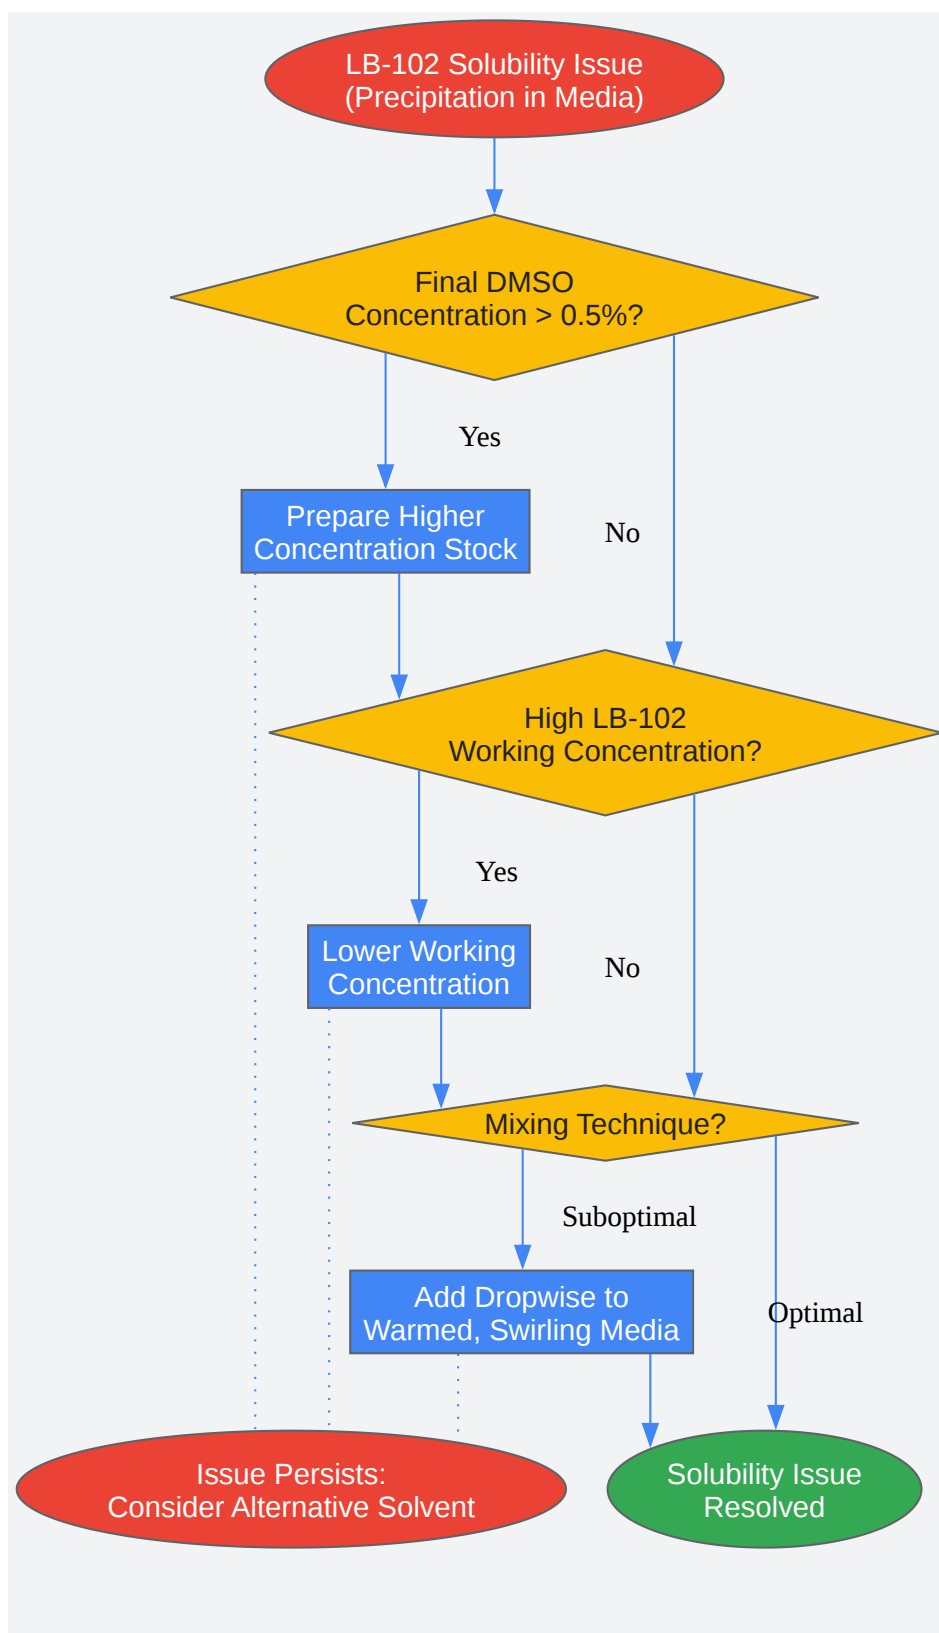 LB-102 Solubility Issue
(Precipitation in Media)
Final DMSO
Concentration > 0.5%?
Yes
Prepare Higher
Concentration Stock
No
High LB-102
Working Concentration?
Yes
Lower Working
Concentration
No
Mixing Technique?
Suboptimal
Add Dropwise to
Warmed, Swirling Media
Optimal
Issue Persists:
Consider Alternative Solvent
Solubility Issue
Resolved